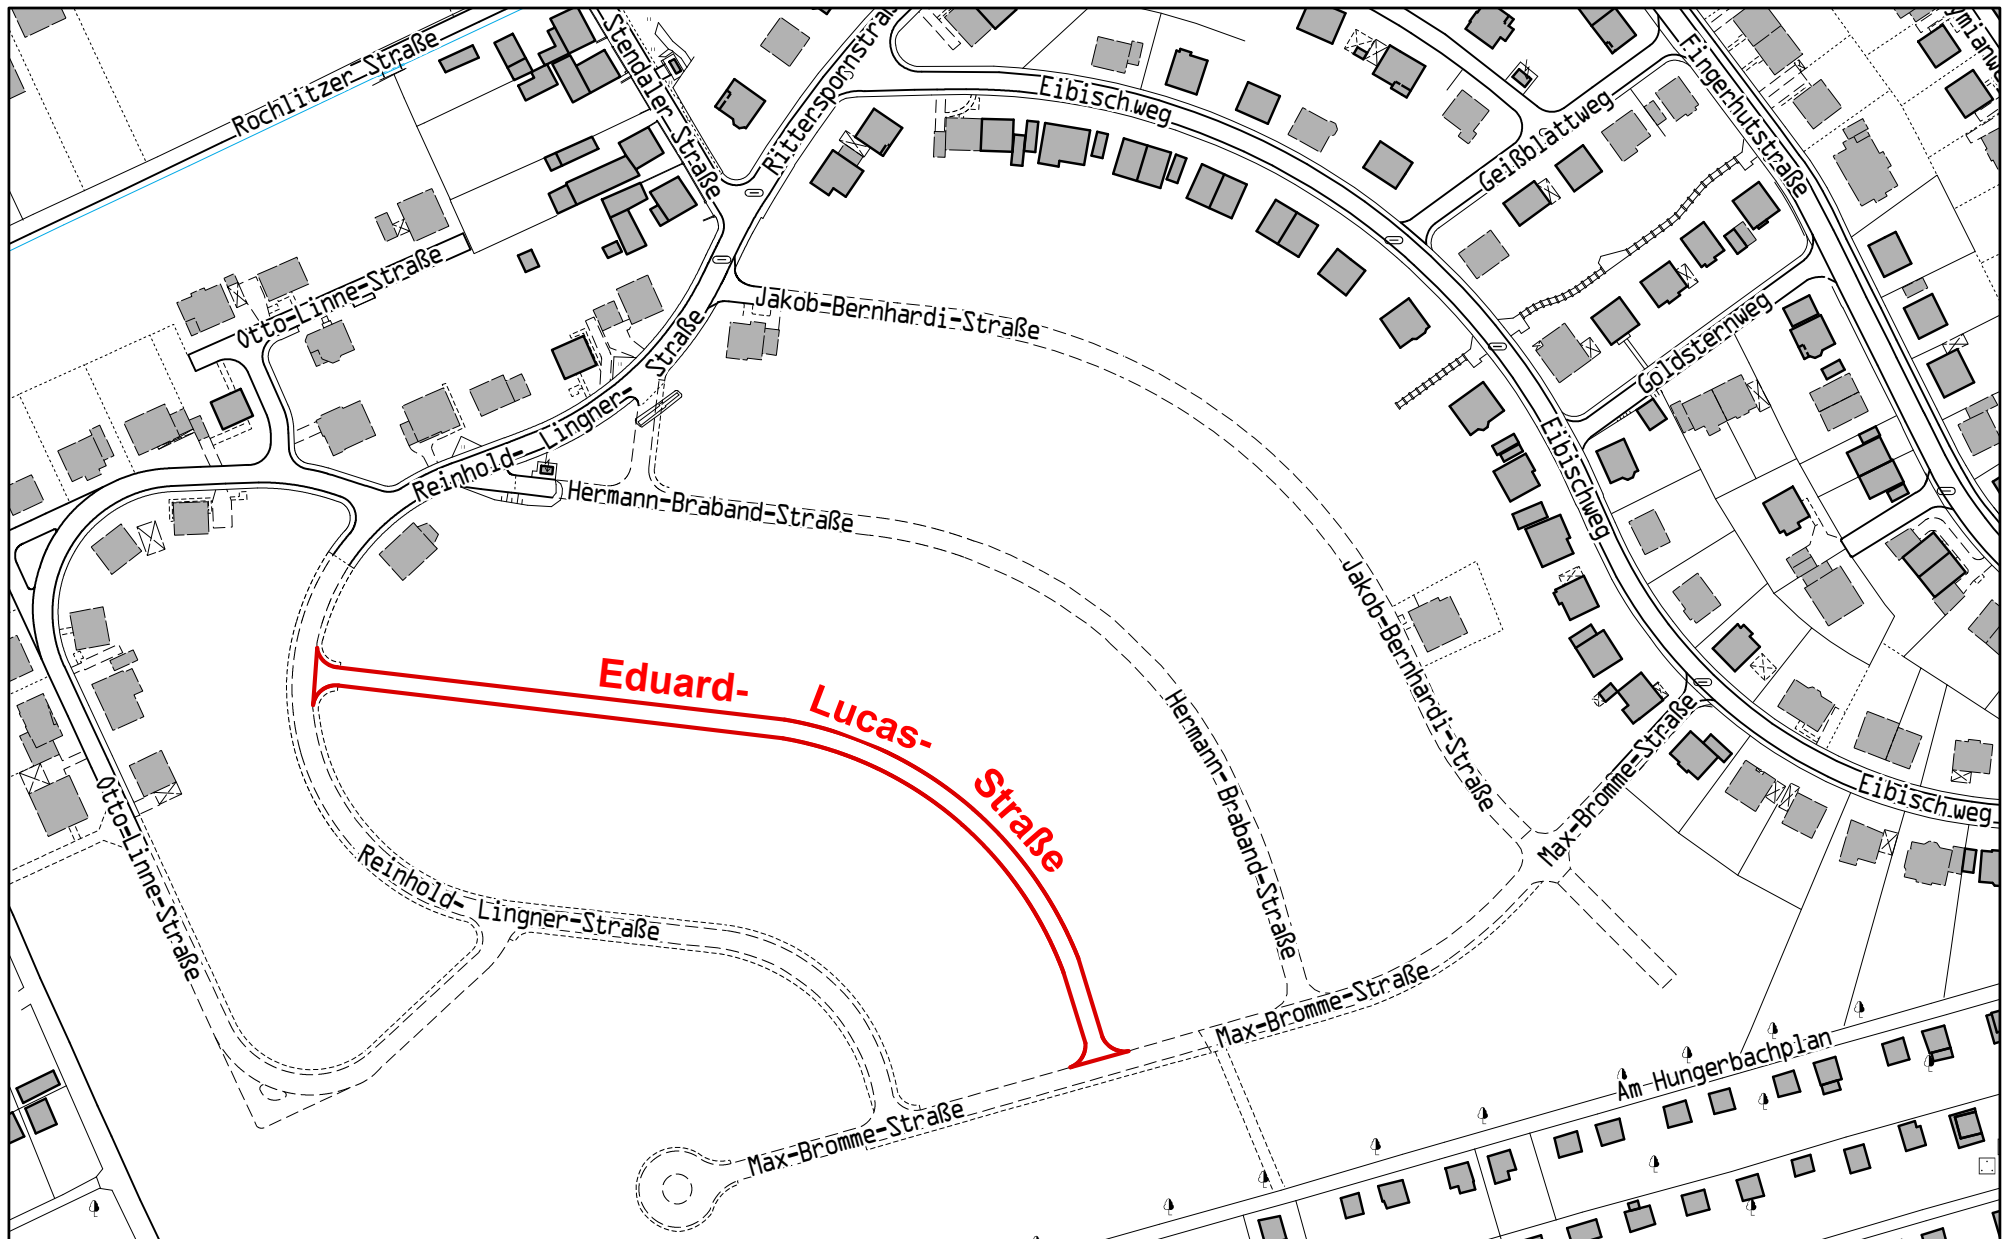 Rochlitzer Straße
Stendaler Straße
Rittersporn­straße
Eibischweg
Geißblattweg
Fingerhutstraße
Otto-Linne-Straße
Jakob-Bernhardi-Straße
Goldsternweg
Reinhold-Lingner-Straße
Hermann-Braband-Straße
Eibischweg
Jakob-Bernhardi-Straße
Eduard-Lucas-Straße
Hermann-Braband-Straße
Max-Bromme-Straße
Eibischweg
Otto-Linne-Straße
Reinhold-Lingner-Straße
Max-Bromme-Straße
Am Hungerbachplan
Max-Bromme-Straße